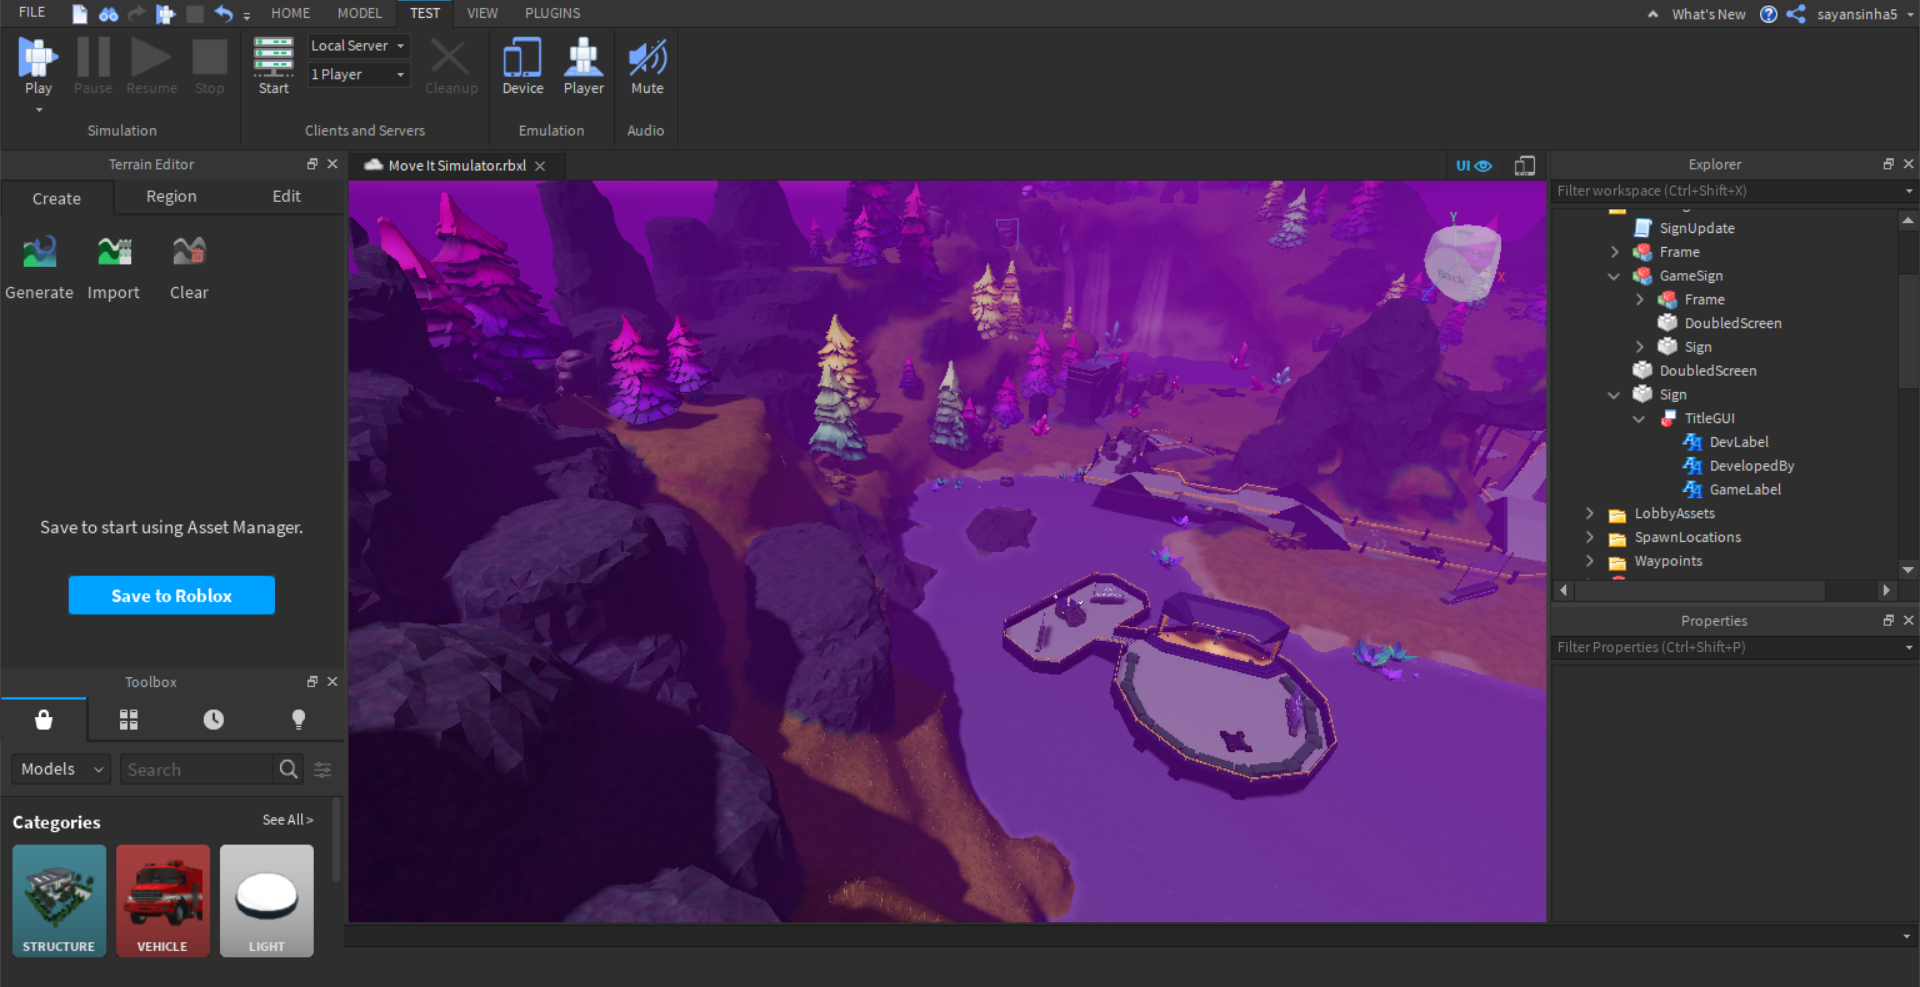 FILE HOME MODEL TEST VIEW PLUGINS What's New sayansinha5
Play Pause Resume Stop Start Local Server 1 Player Cleanup Device Player Mute
Simulation Clients and Servers Emulation Audio
Terrain Editor
Create Region Edit
Generate Import Clear
Save to start using Asset Manager.
Save to Roblox
Toolbox
Models Search
Categories See All >
STRUCTURE VEHICLE LIGHT
Move It Simulator.rbxl UI
Y
Back
X
Z
Explorer
Filter workspace (Ctrl+Shift+X)
SignUpdate
Frame
GameSign
Frame
DoubledScreen
Sign
DoubledScreen
Sign
TitleGUI
DevLabel
DevelopedBy
GameLabel
LobbyAssets
SpawnLocations
Waypoints
Properties
Filter Properties (Ctrl+Shift+P)